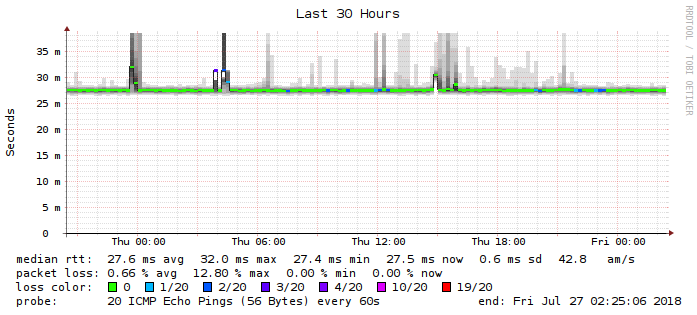 Last 30 Hours
RRDTOOL / TOBI OETIKER
Seconds
35 m
30 m
25 m
20 m
15 m
10 m
5 m
0
Thu 00:00 Thu 06:00 Thu 12:00 Thu 18:00 Fri 00:00
median rtt: 27.6 ms avg 32.0 ms max 27.4 ms min 27.5 ms now 0.6 ms sd 42.8 am/s
packet loss: 0.66 % avg 12.80 % max 0.00 % min 0.00 % now
loss color: 0 1/20 2/20 3/20 4/20 10/20 19/20
probe: 20 ICMP Echo Pings (56 Bytes) every 60s end: Fri Jul 27 02:25:06 2018